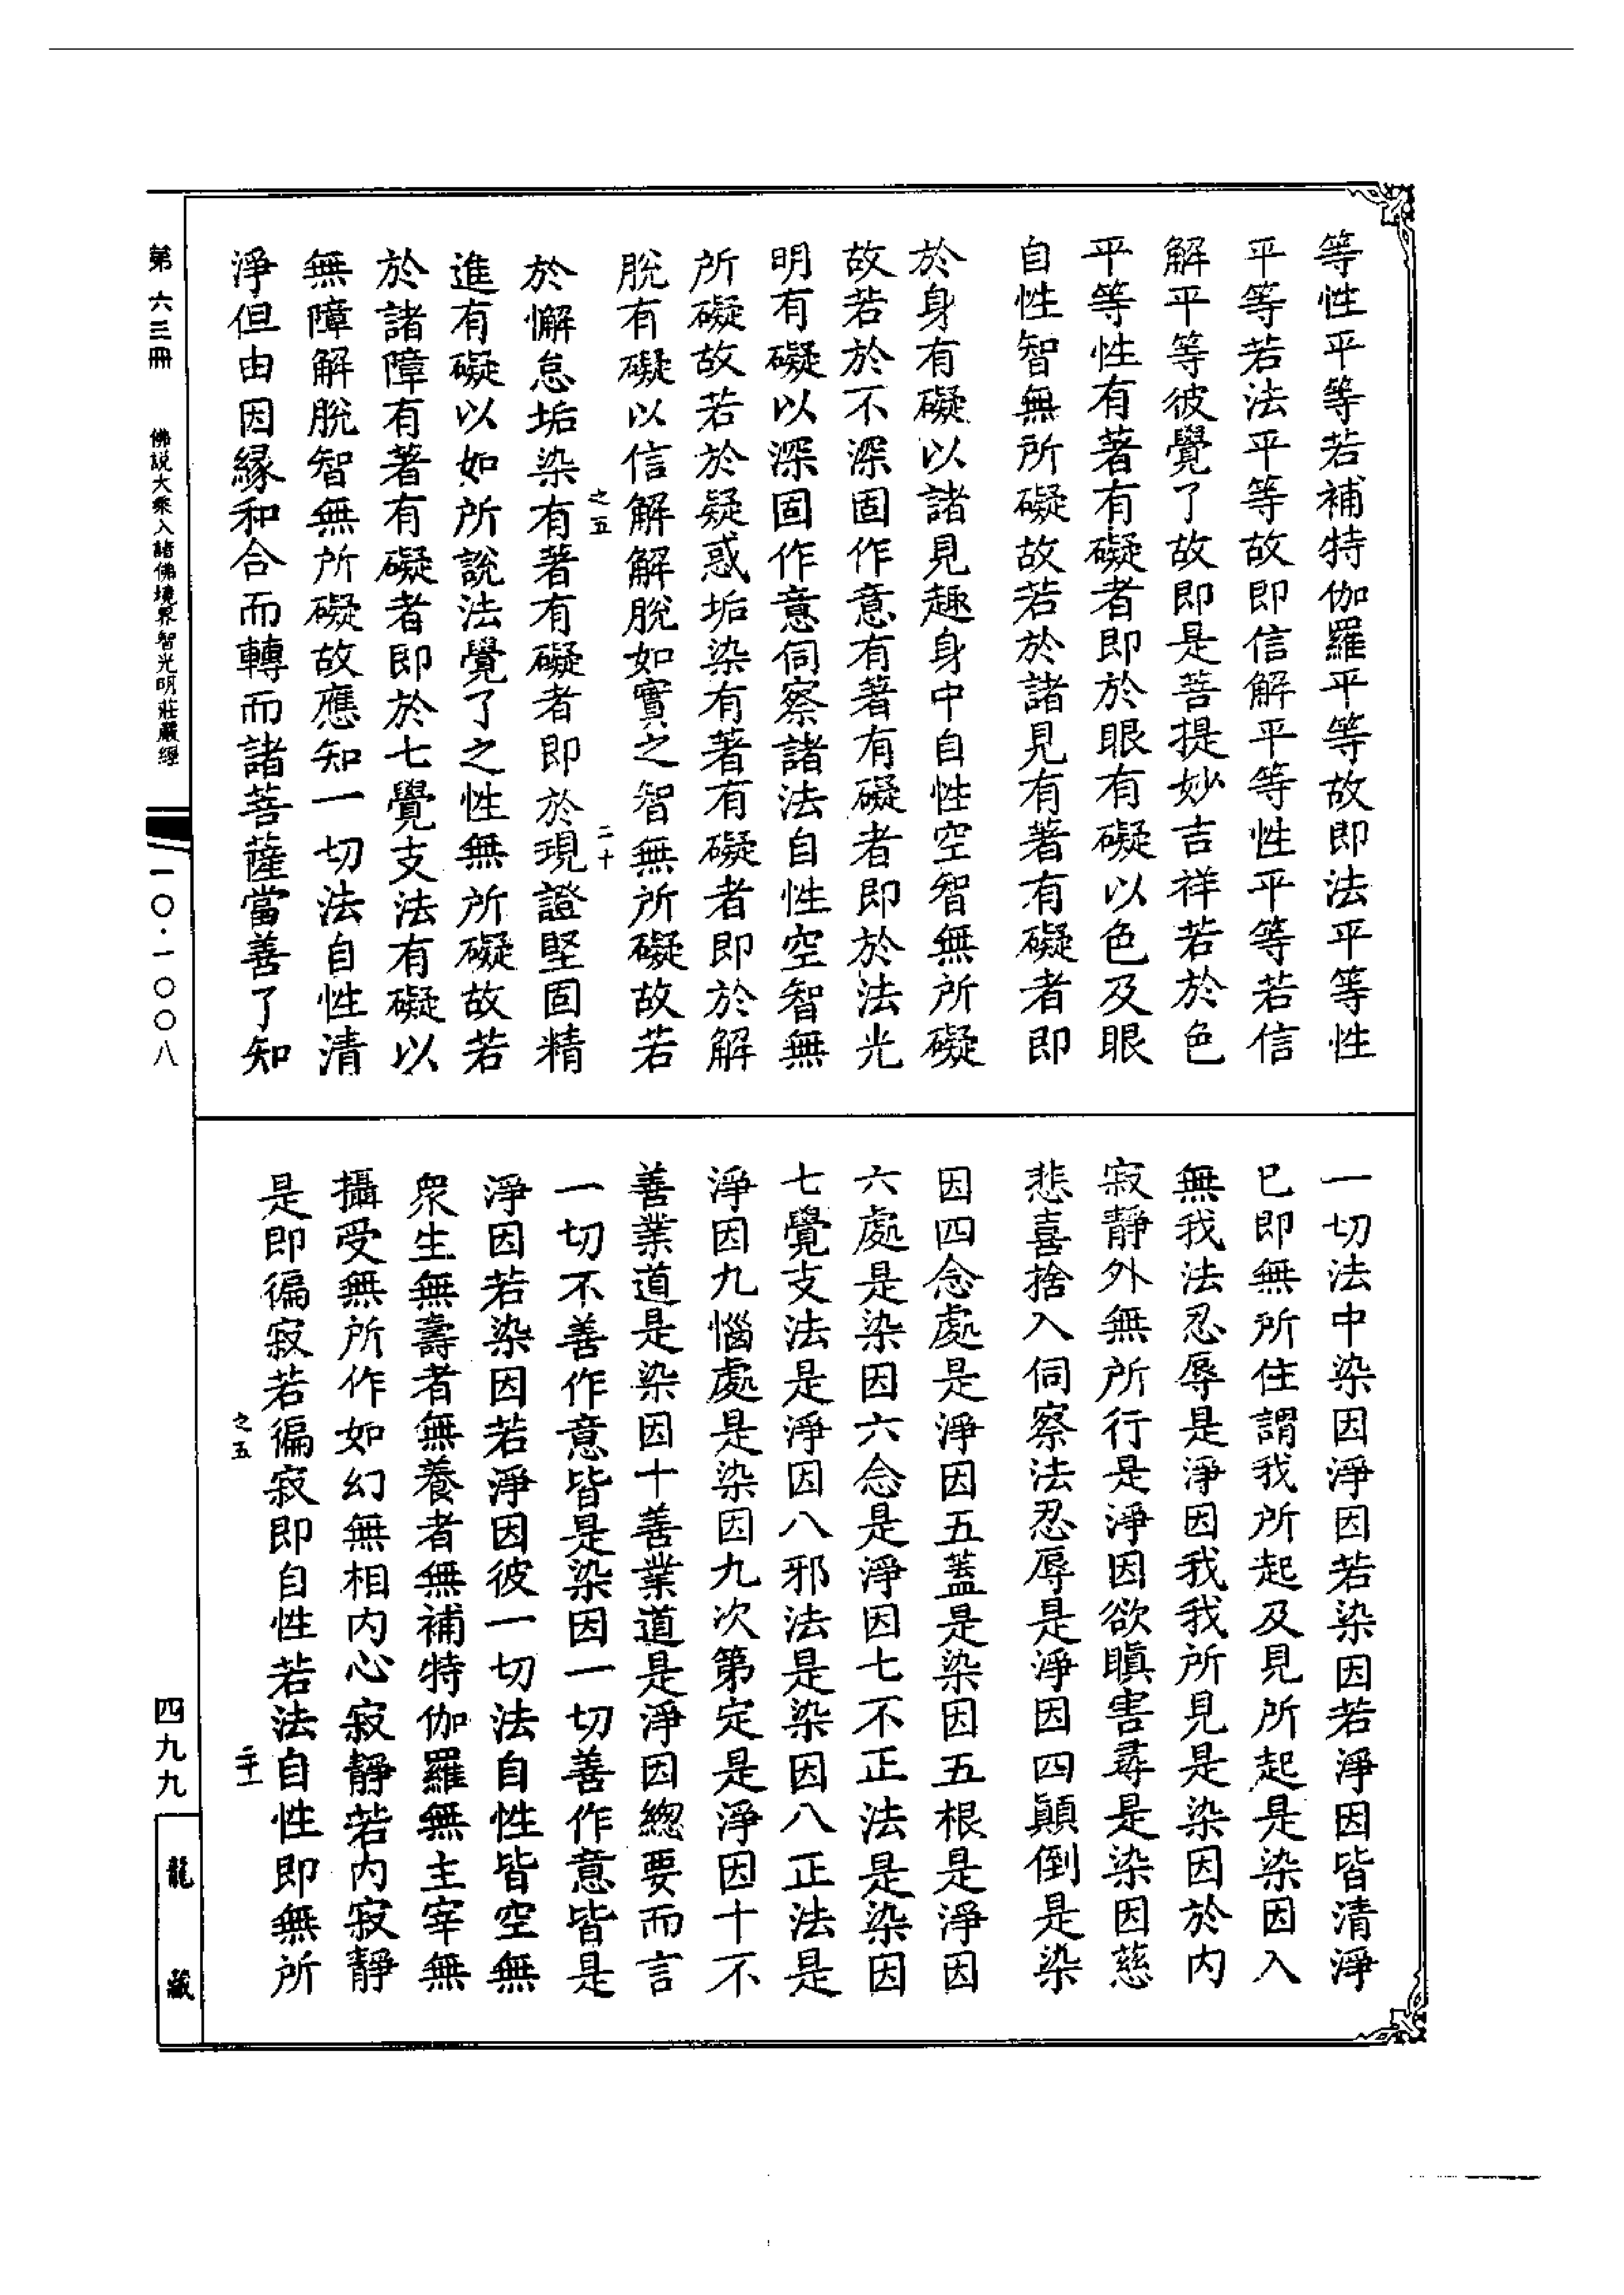 等性平等若補特伽羅平等故即法平等性
平等若法平等故即信解平等性平等若信
解平等彼覺了故即是菩提妙吉祥若於色
平等性有著有礙者即於眼有礙以色及眼
自性智無所礙故若於諸見有著有礙者即
於身有礙以諸見趣身中自性空智無所礙
故若於不深固作意有著有礙者即於法光
明有礙以深固作意伺察諸法自性空智無
所礙故若於疑惑垢染有著有礙者即於解
脫有礙以信解解脫如實之智無所礙故若
之五 二十
於懈怠垢染有著有礙者即於現證堅固精
進有礙以如所說法覺了之性無所礙故若
於諸障有著有礙者即於七覺支法有礙以
無障解脫智無所礙故應知一切法自性清
淨但由因緣和合而轉而諸菩薩當善了知
一切法中染因淨因若染因若淨因皆清淨
已即無所住謂我所起及見所起是染因入
無我法忍辱是淨因我我所見是染因於內
寂靜外無所行是淨因欲瞋害尋是染因慈
悲喜捨入伺察法忍辱是淨因四顛倒是染
因四念處是淨因五蓋是染因五根是淨因
六處是染因六念是淨因七不正法是染因
七覺支法是淨因八邪法是染因八正法是
淨因九惱處是染因九次第定是淨因十不
善業道是染因十善業道是淨因總要而言
一切不善作意皆是染因一切善作意皆是
淨因若染因若淨因彼一切法自性皆空無
眾生無壽者無養者無補特伽羅無主宰無
攝受無所作如幻無相內心寂靜若內寂靜
是即徧寂若徧寂即自性若法自性即無所
之五 二十一
第六三冊 佛說大衆入諸佛境界智光明莊嚴經 一〇·一〇〇八
四九九
龍藏